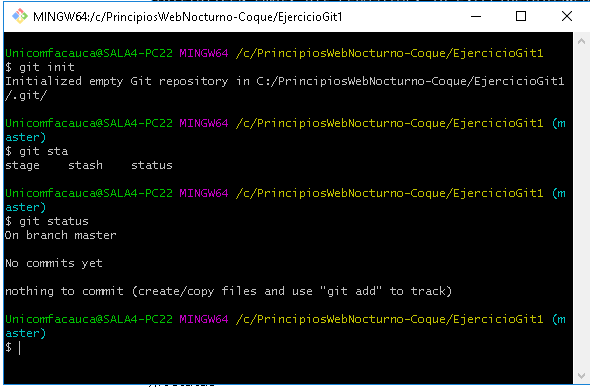 MINGW64:/c/PrincipiosWebNocturno-Coque/EjercicioGit1
Unicomfacauca@SALA4-PC22 MINGW64 /c/PrincipiosWebNocturno-Coque/EjercicioGit1
$ git init
Initialized empty Git repository in C:/PrincipiosWebNocturno-Coque/EjercicioGit1
/.git/
Unicomfacauca@SALA4-PC22 MINGW64 /c/PrincipiosWebNocturno-Coque/EjercicioGit1 (m
aster)
$ git sta
stage    stash    status
Unicomfacauca@SALA4-PC22 MINGW64 /c/PrincipiosWebNocturno-Coque/EjercicioGit1 (m
aster)
$ git status
On branch master
No commits yet
nothing to commit (create/copy files and use "git add" to track)
Unicomfacauca@SALA4-PC22 MINGW64 /c/PrincipiosWebNocturno-Coque/EjercicioGit1 (m
aster)
$